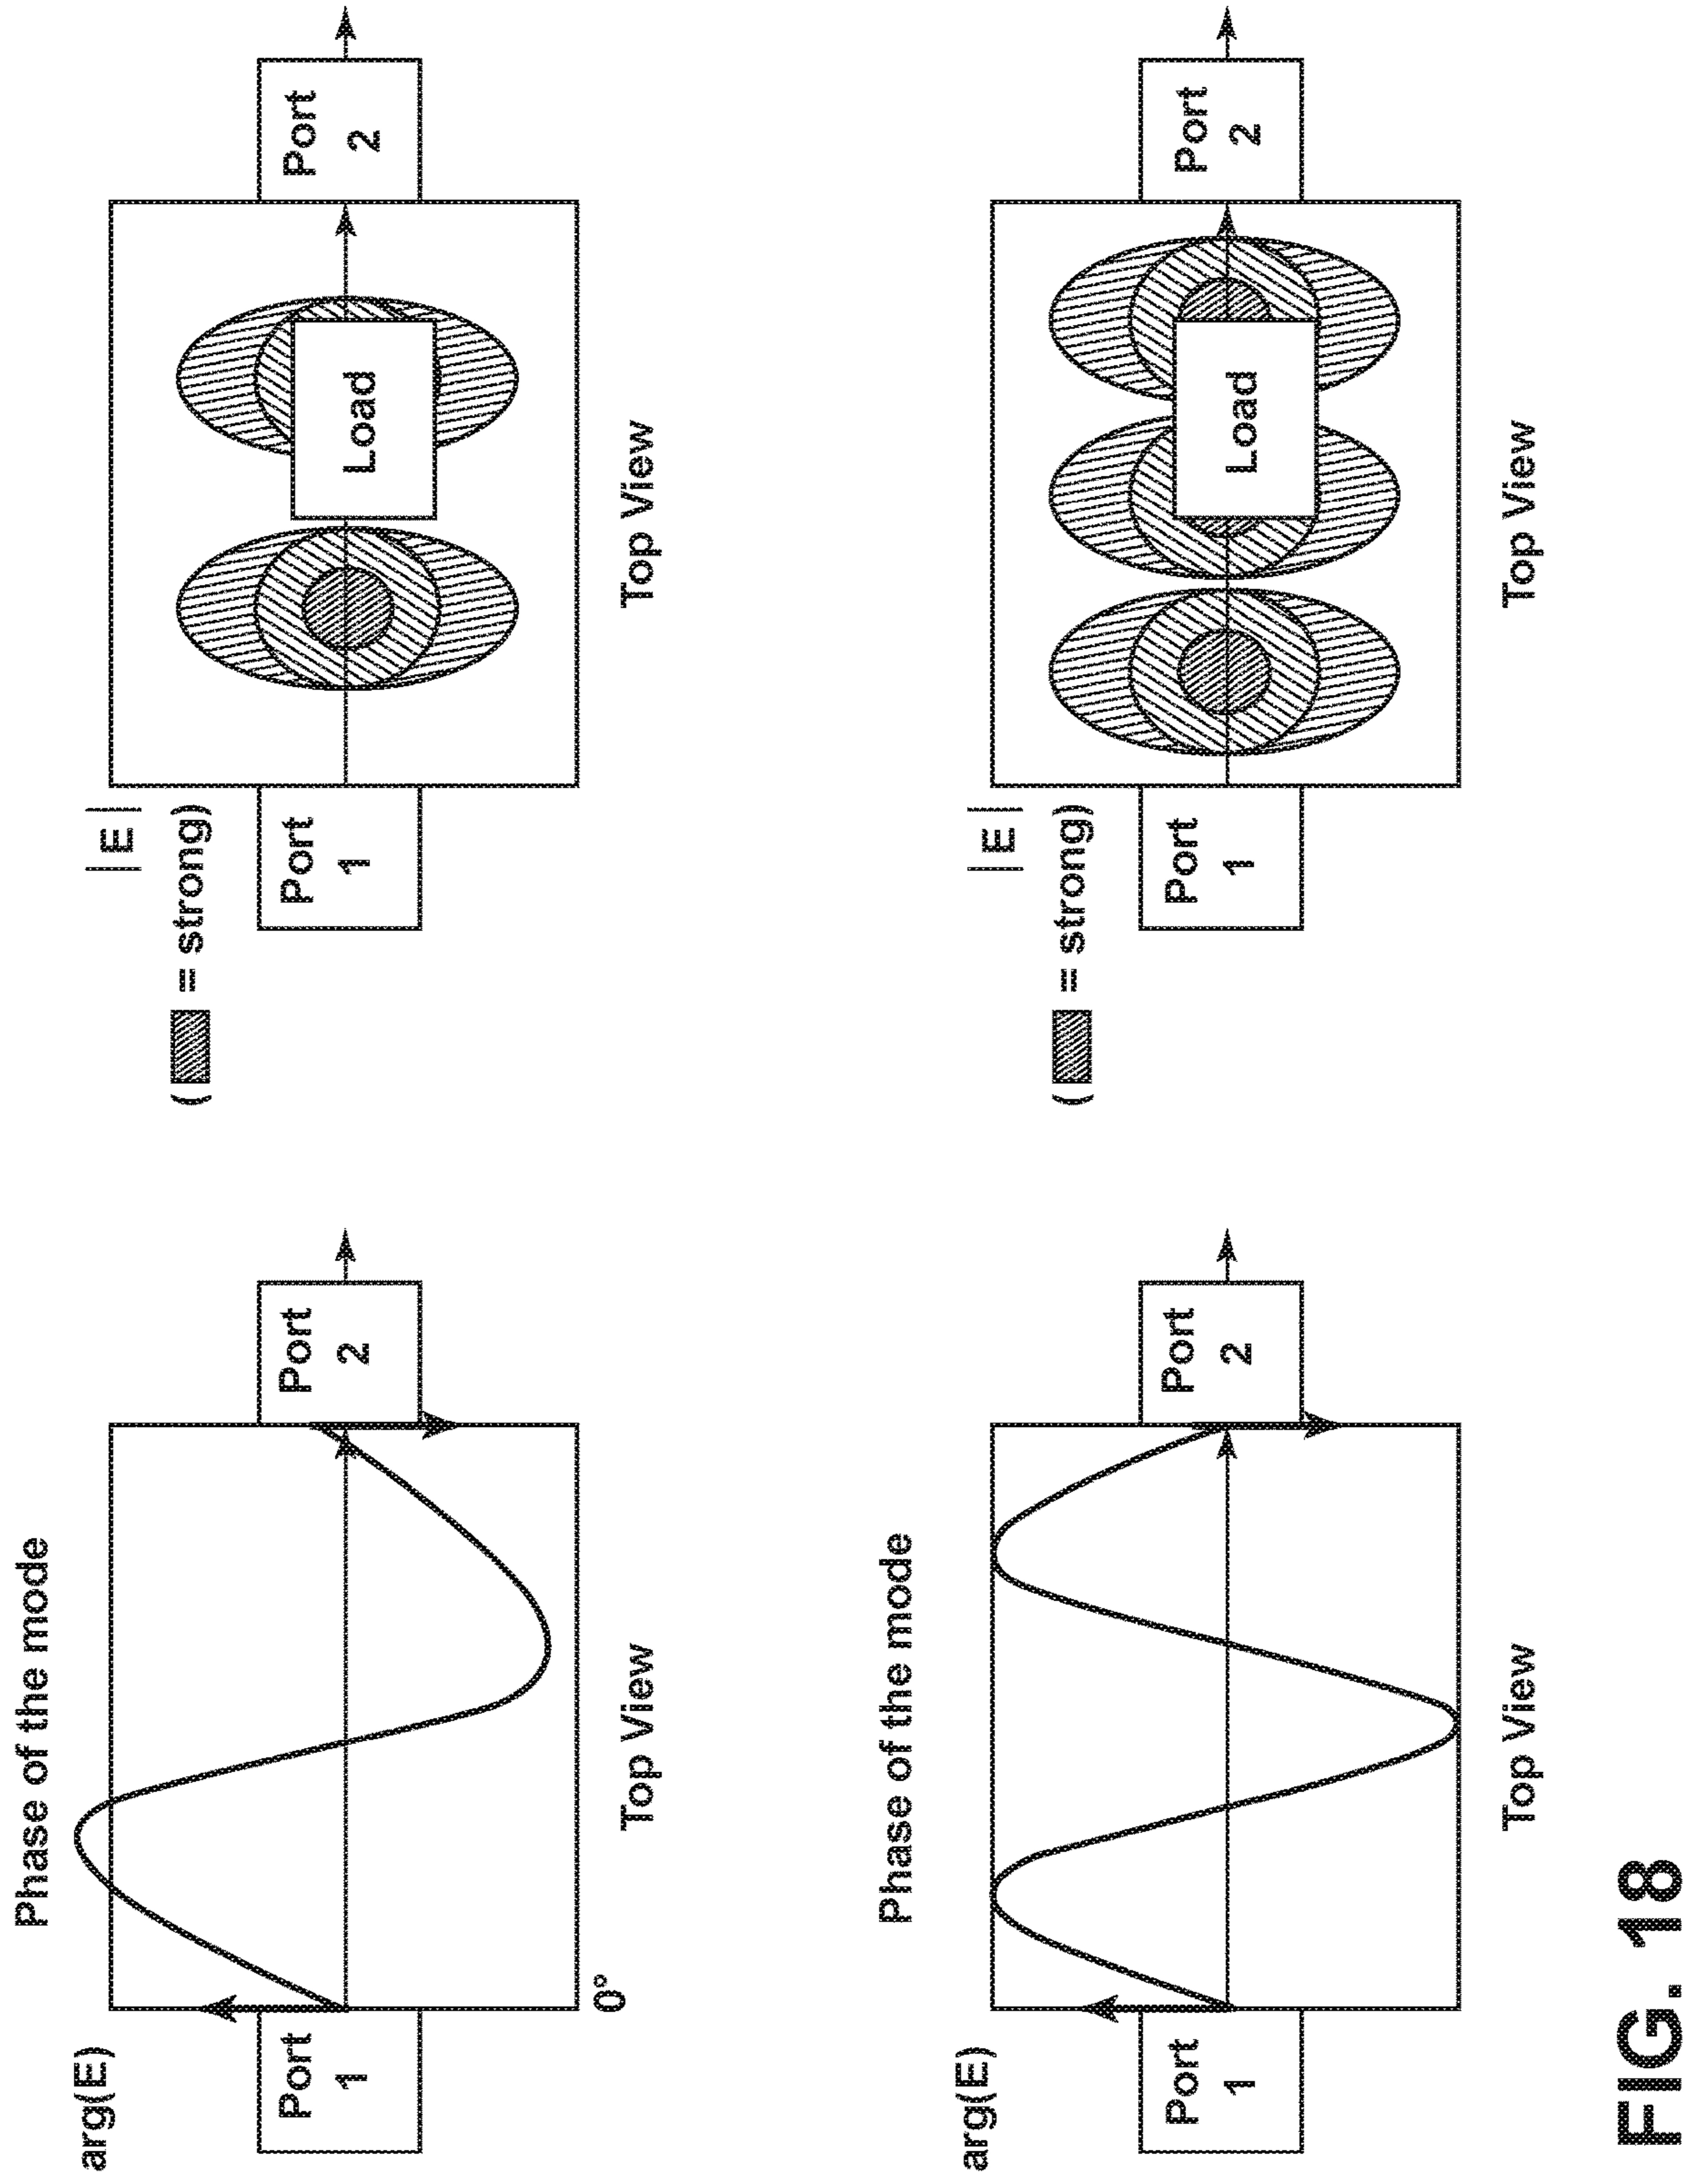 Phase of the mode
arg(E)
Port
1
Port
2
0°
Top View
|E|
( = strong)
Port
1
Load
Port
2
Top View
Phase of the mode
arg(E)
Port
1
Port
2
Top View
|E|
( = strong)
Port
1
Load
Port
2
Top View
FIG. 18